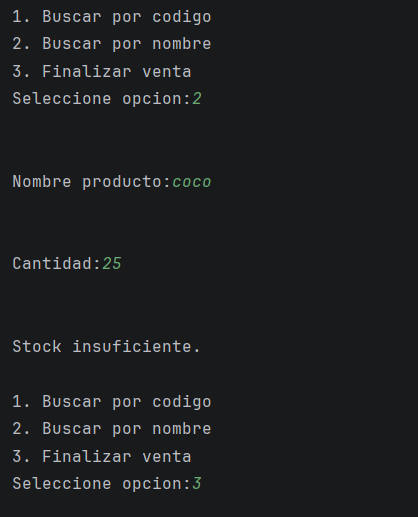 1. Buscar por codigo
2. Buscar por nombre
3. Finalizar venta
Seleccione opcion:2
Nombre producto:coco
Cantidad:25
Stock insuficiente.
1. Buscar por codigo
2. Buscar por nombre
3. Finalizar venta
Seleccione opcion:3